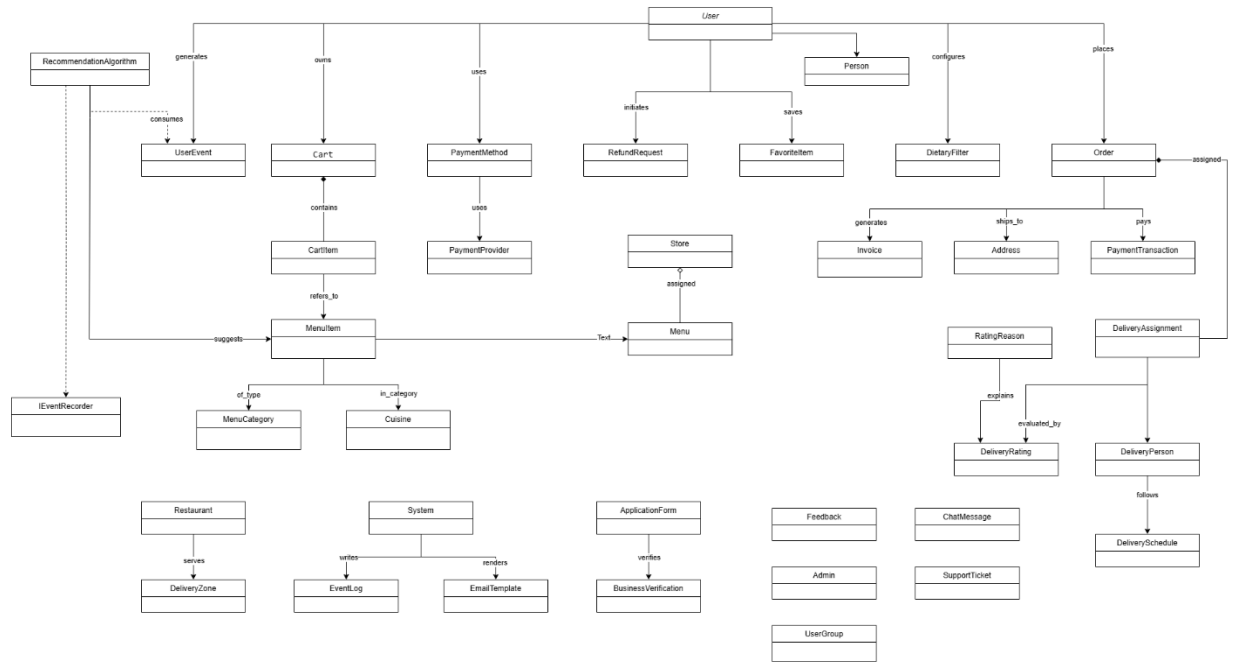 User
RecommendationAlgorithm
generates
owns
uses
Person
configures
places
consumes
initiates
saves
UserEvent
Cart
PaymentMethod
RefundRequest
FavoriteItem
DietaryFilter
Order
assigned
contains
uses
generates
ships_to
pays
CartItem
PaymentProvider
Store
Invoice
Address
PaymentTransaction
assigned
refers_to
MenuItem
suggests
Text
Menu
RatingReason
DeliveryAssignment
of_type
in_category
explains
IEventRecorder
MenuCategory
Cuisine
evaluated_by
DeliveryRating
DeliveryPerson
follows
Restaurant
System
ApplicationForm
Feedback
ChatMessage
DeliverySchedule
serves
writes
renders
verifies
DeliveryZone
EventLog
EmailTemplate
BusinessVerification
Admin
SupportTicket
UserGroup